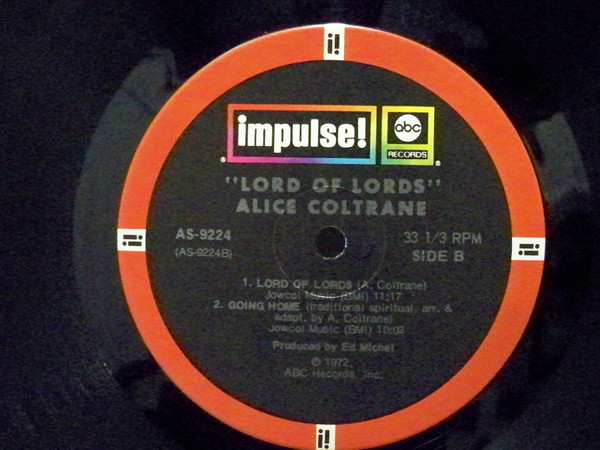 i!
impulse!
abc
RECORDS
"LORD OF LORDS"
ALICE COLTRANE
AS-9224
(AS-9224B)
33 1/3 RPM
SIDE B
1. LORD OF LORDS (A. Coltrane)
Jowcol Music (BMI) 11:17
2. GOING HOME (traditional spiritual, arr. &
adapt. by A. Coltrane)
Jowcol Music (BMI) 10:02
Produced by Ed Michel
℗ 1972,
ABC Records, Inc.
i!
i!
i!